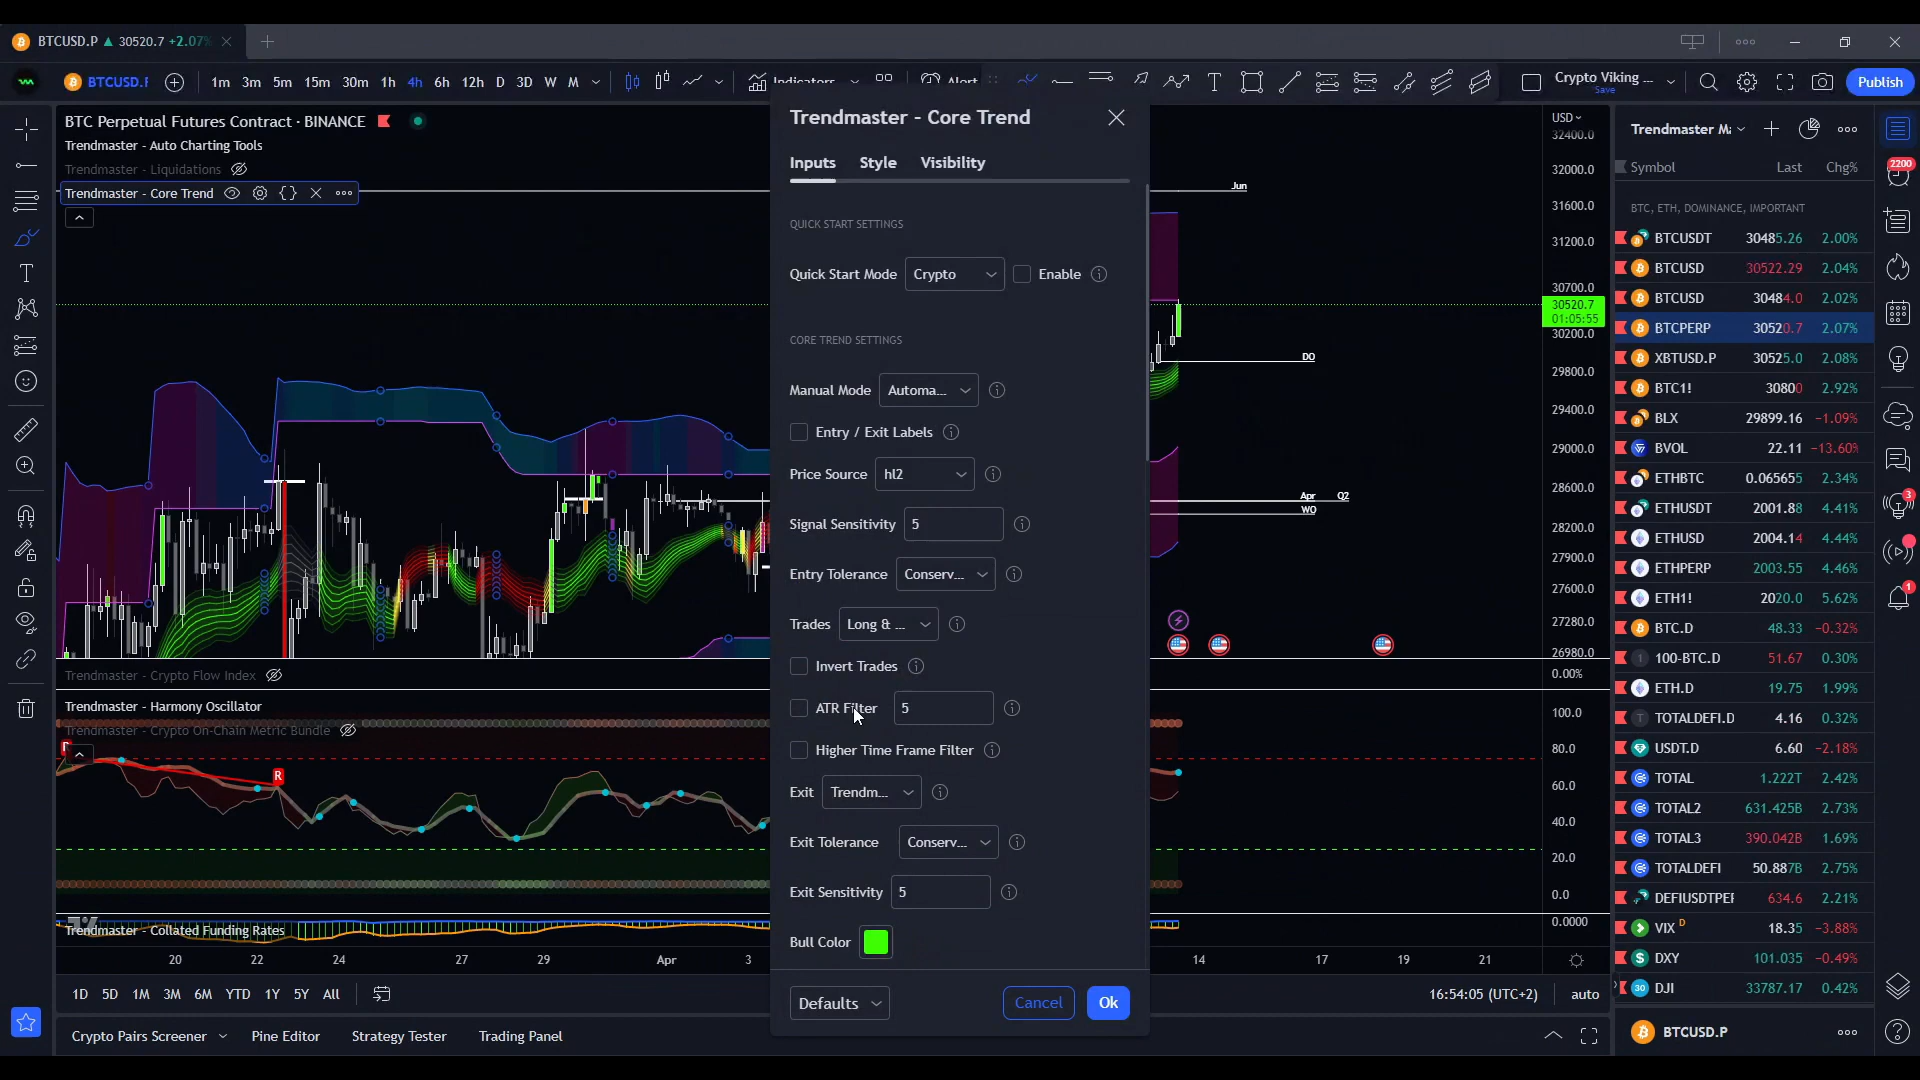 BTCUSD.P ▲ 30520.7 +2.07%
BTCUSD.P
1m 3m 5m 15m 30m 1h 4h 6h 12h D 3D W M
Indicators
Alert
Crypto Viking ...
Save
Publish
BTC Perpetual Futures Contract · BINANCE
Trendmaster - Auto Charting Tools
Trendmaster - Liquidations
Trendmaster - Core Trend
Trendmaster - Core Trend
Inputs Style Visibility
QUICK START SETTINGS
Quick Start Mode Crypto Enable
CORE TREND SETTINGS
Manual Mode Automa...
Entry / Exit Labels
Price Source hl2
Signal Sensitivity 5
Entry Tolerance Conserv...
Trades Long & ...
Invert Trades
ATR Filter 5
Higher Time Frame Filter
Exit Trendm...
Exit Tolerance Conserv...
Exit Sensitivity 5
Bull Color
Defaults Cancel Ok
Jun
DO
Apr Q2
WO
USD
32400.0
32000.0
31600.0
31200.0
30700.0
30520.7
01:05:55
30200.0
29800.0
29400.0
29000.0
28600.0
28200.0
27900.0
27600.0
27280.0
26980.0
0.00%
Trendmaster - Crypto Flow Index
Trendmaster - Harmony Oscillator
Trendmaster - Crypto On-Chain Metric Bundle
R
100.0
80.0
60.0
40.0
20.0
0.0
Trendmaster - Collated Funding Rates
0.0000
20 22 24 27 29 Apr 3 14 17 19 21
1D 5D 1M 3M 6M YTD 1Y 5Y All
16:54:05 (UTC+2) auto
Crypto Pairs Screener Pine Editor Strategy Tester Trading Panel
Symbol Last Chg%
BTC, ETH, DOMINANCE, IMPORTANT
BTCUSDT 30485.26 2.00%
BTCUSD 30522.29 2.04%
BTCUSD 30484.0 2.02%
BTCPERP 30520.7 2.07%
XBTUSD.P 30525.0 2.08%
BTC1! 30800 2.92%
BLX 29899.16 -1.09%
BVOL 22.11 -13.60%
ETHBTC 0.065655 2.34%
ETHUSDT 2001.88 4.41%
ETHUSD 2004.14 4.44%
ETHPERP 2003.55 4.46%
ETH1! 2020.0 5.62%
BTC.D 48.33 -0.32%
100-BTC.D 51.67 0.30%
ETH.D 19.75 1.99%
TOTALDEFI.D 4.16 0.32%
USDT.D 6.60 -2.18%
TOTAL 1.222T 2.42%
TOTAL2 631.425B 2.73%
TOTAL3 390.042B 1.69%
TOTALDEFI 50.887B 2.75%
DEFIUSDTPERP 634.6 2.21%
VIX D 18.35 -3.88%
DXY 101.035 -0.49%
DJI 33787.17 0.42%
BTCUSD.P
2200
3
1